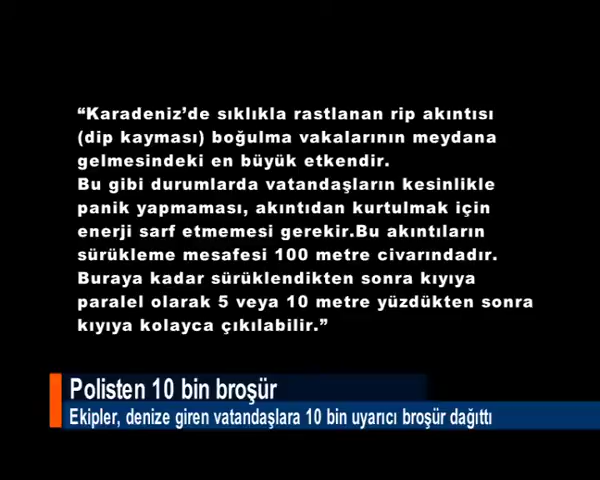 “Karadeniz’de sıklıkla rastlanan rip akıntısı
(dip kayması) boğulma vakalarının meydana
gelmesindeki en büyük etkendir.
Bu gibi durumlarda vatandaşların kesinlikle
panik yapmaması, akıntıdan kurtulmak için
enerji sarf etmemesi gerekir.Bu akıntıların
sürükleme mesafesi 100 metre civarındadır.
Buraya kadar sürüklendikten sonra kıyıya
paralel olarak 5 veya 10 metre yüzdükten sonra
kıyıya kolayca çıkılabilir.”
Polisten 10 bin broşür
Ekipler, denize giren vatandaşlara 10 bin uyarıcı broşür dağıttı